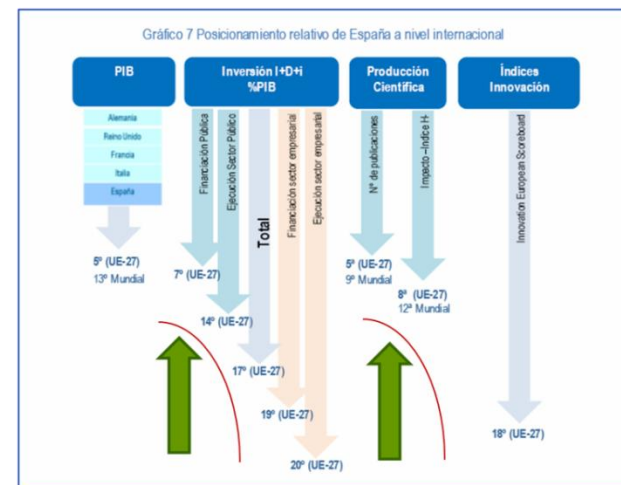 Gráfico 7 Posicionamiento relativo de España a nivel internacional
PIB
Alemania
Reino Unido
Francia
Italia
España
5º (UE-27)
13º Mundial
Inversión I+D+i
%PIB
Financiación Pública
7º (UE-27)
Ejecución Sector Público
14º (UE-27)
Total
17º (UE-27)
Financiación sector empresarial
19º (UE-27)
Ejecución sector empresarial
20º (UE-27)
Producción
Científica
Nº de publicaciones
5º (UE-27)
9º Mundial
Impacto –Indice H-
8ª (UE-27)
12ª Mundial
Índices
Innovación
Innovation European Scoreboard
18º (UE-27)